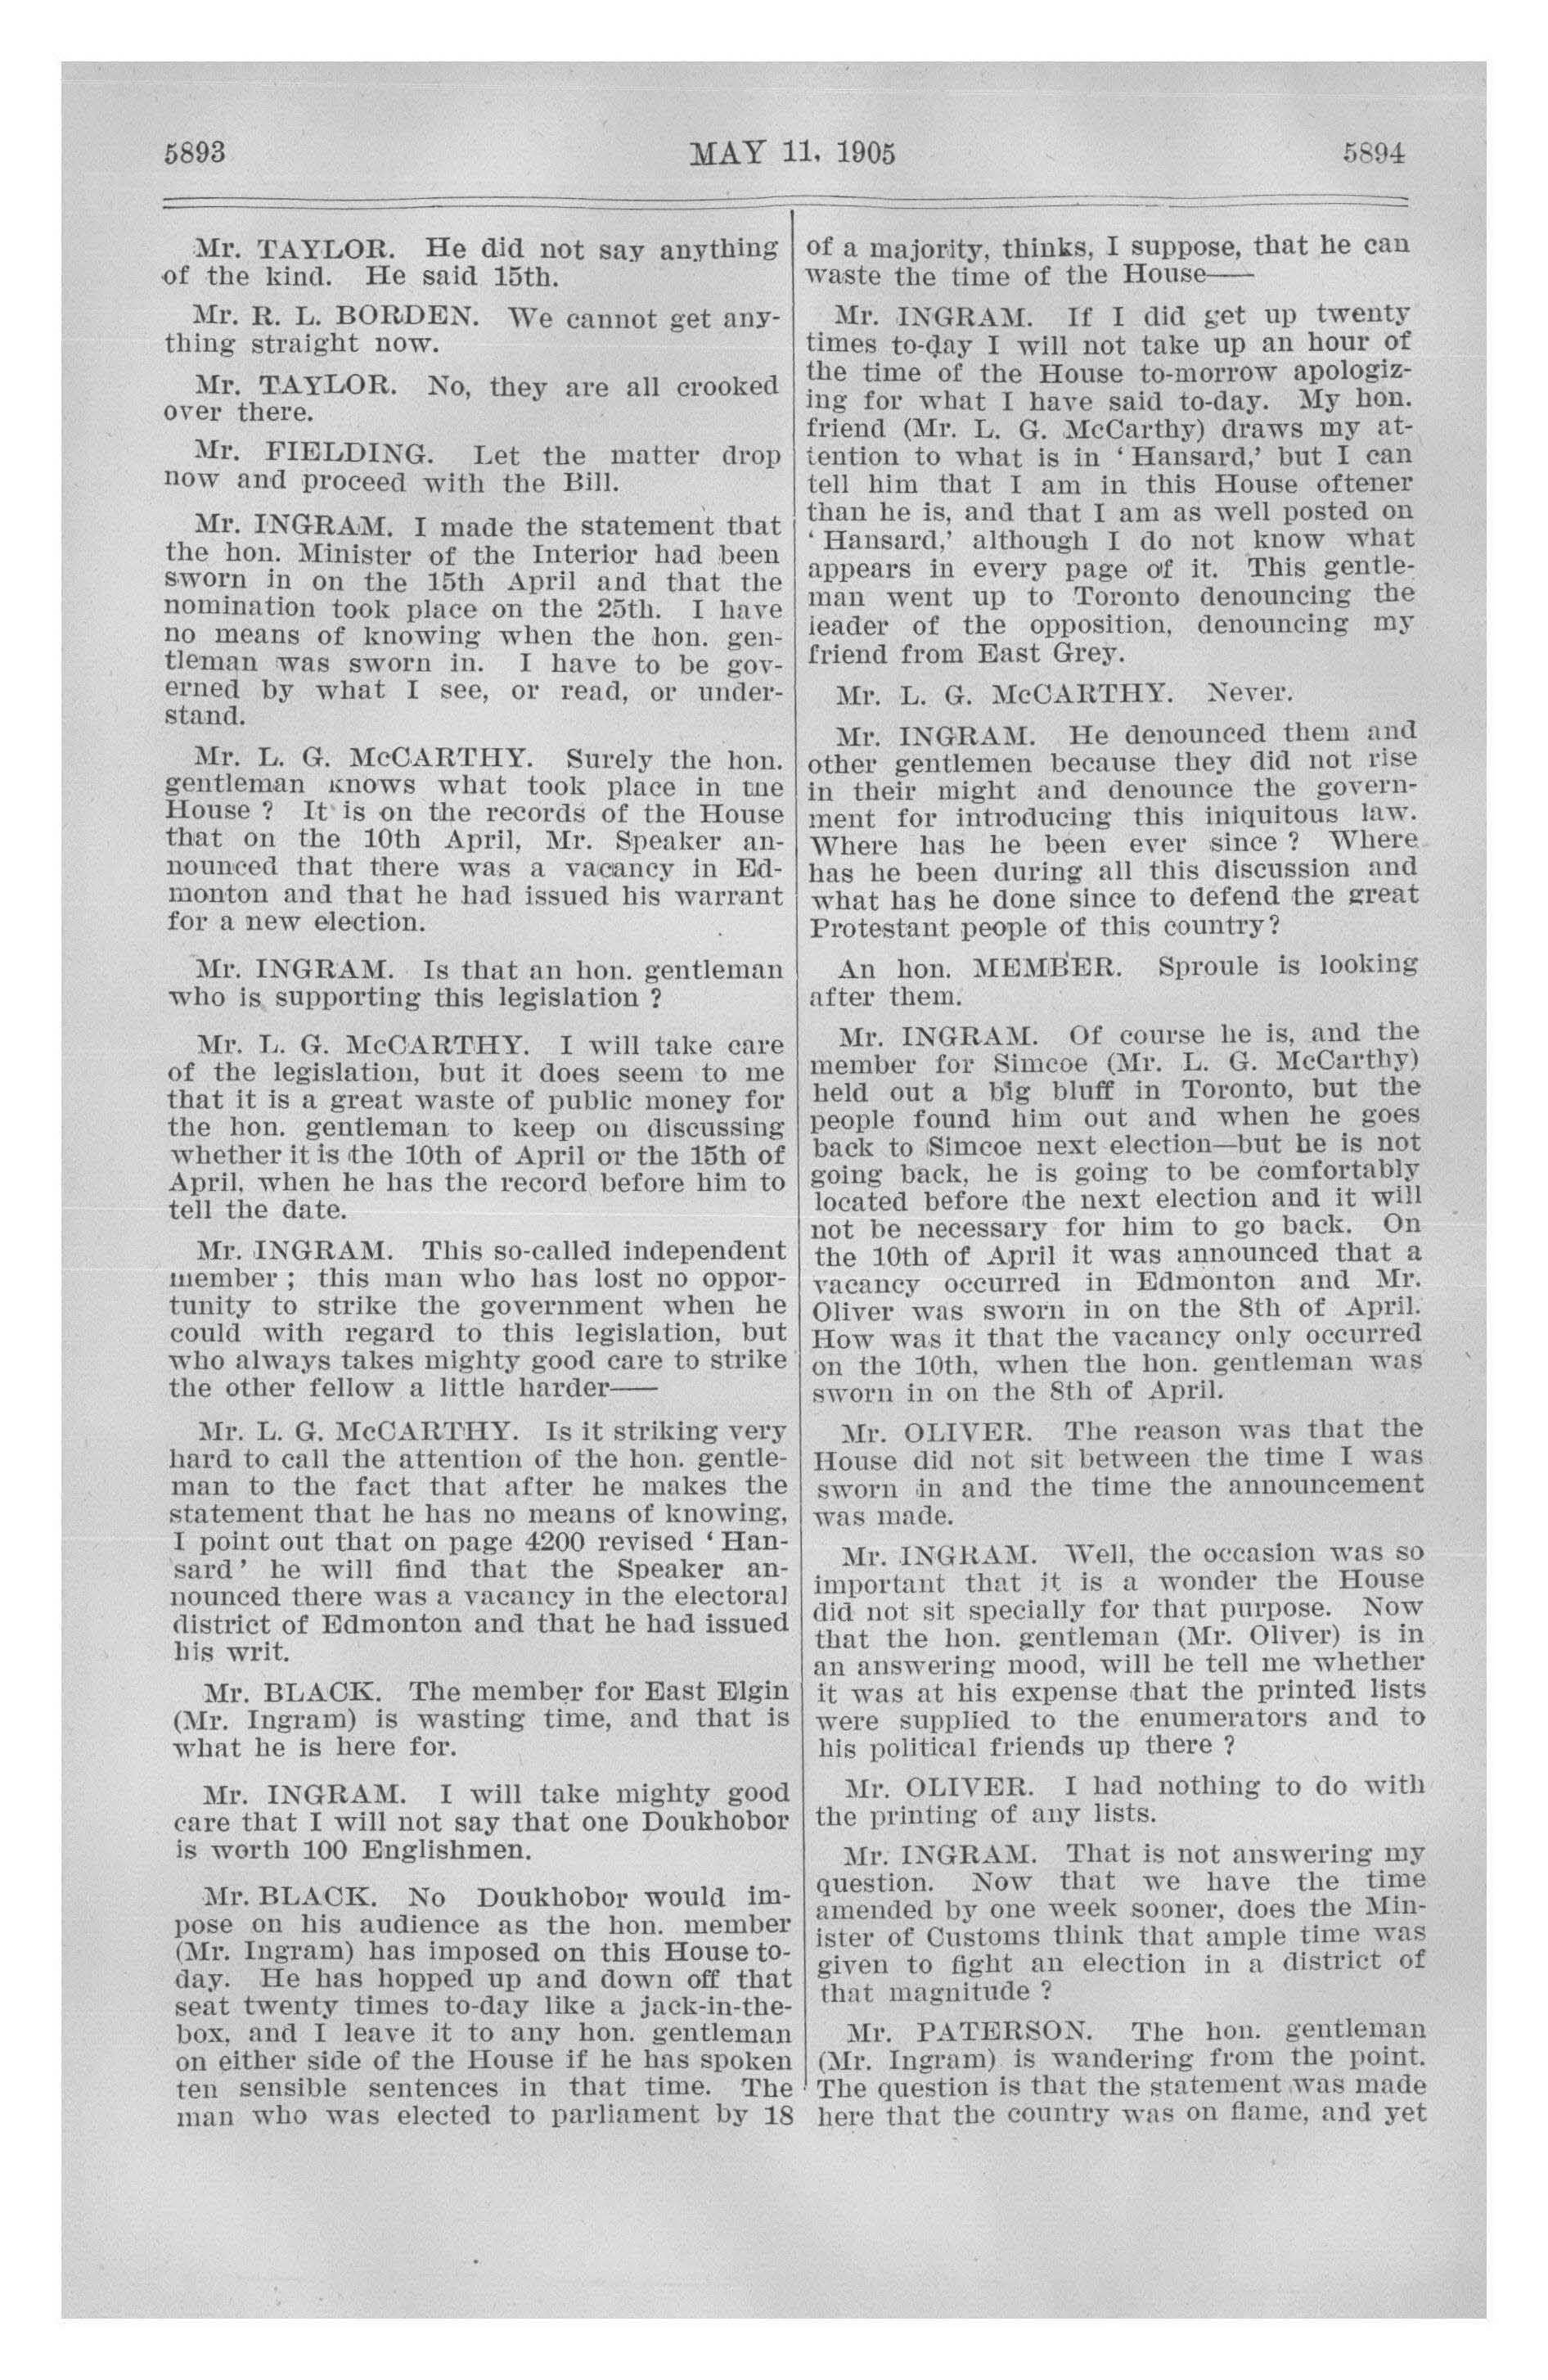 5893
MAY 11, 1905
5894
Mr. TAYLOR. He did not say anything
of the kind. He said 15th.
Mr. R. L. BORDEN. We cannot get any-
thing straight now.
Mr. TAYLOR. No, they are all crooked
over there.
Mr. FIELDING. Let the matter drop
now and proceed with the Bill.
Mr. INGRAM. I made the statement that
the hon. Minister of the Interior had been
sworn in on the 15th April and that the
nomination took place on the 25th. I have
no means of knowing when the hon. gen-
tleman was sworn in. I have to be gov-
erned by what I see, or read, or under-
stand.
Mr. L. G. McCARTHY. Surely the hon.
gentleman knows what took place in the
House ? It is on the records of the House
that on the 10th April, Mr. Speaker an-
nounced that there was a vacancy in Ed-
monton and that he had issued his warrant
for a new election.
Mr. INGRAM. Is that an hon. gentleman
who is supporting this legislation ?
Mr. L. G. McCARTHY. I will take care
of the legislation, but it does seem to me
that it is a great waste of public money for
the hon. gentleman to keep on discussing
whether it is the 10th of April or the 15th of
April, when he has the record before him to
tell the date.
Mr. INGRAM. This so-called independent
member ; this man who has lost no oppor-
tunity to strike the government when he
could with regard to this legislation, but
who always takes mighty good care to strike
the other fellow a little harder——
Mr. L. G. McCARTHY. Is it striking very
hard to call the attention of the hon. gentle-
man to the fact that after he makes the
statement that he has no means of knowing,
I point out that on page 4200 revised ‘ Han-
sard ’ he will find that the Speaker an-
nounced there was a vacancy in the electoral
district of Edmonton and that he had issued
his writ.
Mr. BLACK. The member for East Elgin
(Mr. Ingram) is wasting time, and that is
what he is here for.
Mr. INGRAM. I will take mighty good
care that I will not say that one Doukhobor
is worth 100 Englishmen.
Mr. BLACK. No Doukhobor would im-
pose on his audience as the hon. member
(Mr. Ingram) has imposed on this House to-
day. He has hopped up and down off that
seat twenty times to-day like a jack-in-the-
box, and I leave it to any hon. gentleman
on either side of the House if he has spoken
ten sensible sentences in that time. The
man who was elected to parliament by 18
of a majority, thinks, I suppose, that he can
waste the time of the House——
Mr. INGRAM. If I did get up twenty
times to-day I will not take up an hour of
the time of the House to-morrow apologiz-
ing for what I have said to-day. My hon.
friend (Mr. L. G. McCarthy) draws my at-
tention to what is in ‘ Hansard,’ but I can
tell him that I am in this House oftener
than he is, and that I am as well posted on
‘ Hansard,’ although I do not know what
appears in every page of it. This gentle-
man went up to Toronto denouncing the
leader of the opposition, denouncing my
friend from East Grey.
Mr. L. G. McCARTHY. Never.
Mr. INGRAM. He denounced them and
other gentlemen because they did not rise
in their might and denounce the govern-
ment for introducing this iniquitous law.
Where has he been ever since ? Where
has he been during all this discussion and
what has he done since to defend the great
Protestant people of this country?
An hon. MEMBER. Sproule is looking
after them.
Mr. INGRAM. Of course he is, and the
member for Simcoe (Mr. L. G. McCarthy)
held out a big bluff in Toronto, but the
people found him out and when he goes
back to Simcoe next election—but he is not
going back, he is going to be comfortably
located before the next election and it will
not be necessary for him to go back. On
the 10th of April it was announced that a
vacancy occurred in Edmonton and Mr.
Oliver was sworn in on the 8th of April.
How was it that the vacancy only occurred
on the 10th, when the hon. gentleman was
sworn in on the 8th of April.
Mr. OLIVER. The reason was that the
House did not sit between the time I was
sworn in and the time the announcement
was made.
Mr. INGRAM. Well, the occasion was so
important that it is a wonder the House
did not sit specially for that purpose. Now
that the hon. gentleman (Mr. Oliver) is in
an answering mood, will he tell me whether
it was at his expense that the printed lists
were supplied to the enumerators and to
his political friends up there ?
Mr. OLIVER. I had nothing to do with
the printing of any lists.
Mr. INGRAM. That is not answering my
question. Now that we have the time
amended by one week sooner, does the Min-
ister of Customs think that ample time was
given to fight an election in a district of
that magnitude ?
Mr. PATERSON. The hon. gentleman
(Mr. Ingram) is wandering from the point.
The question is that the statement was made
here that the country was on flame, and yet